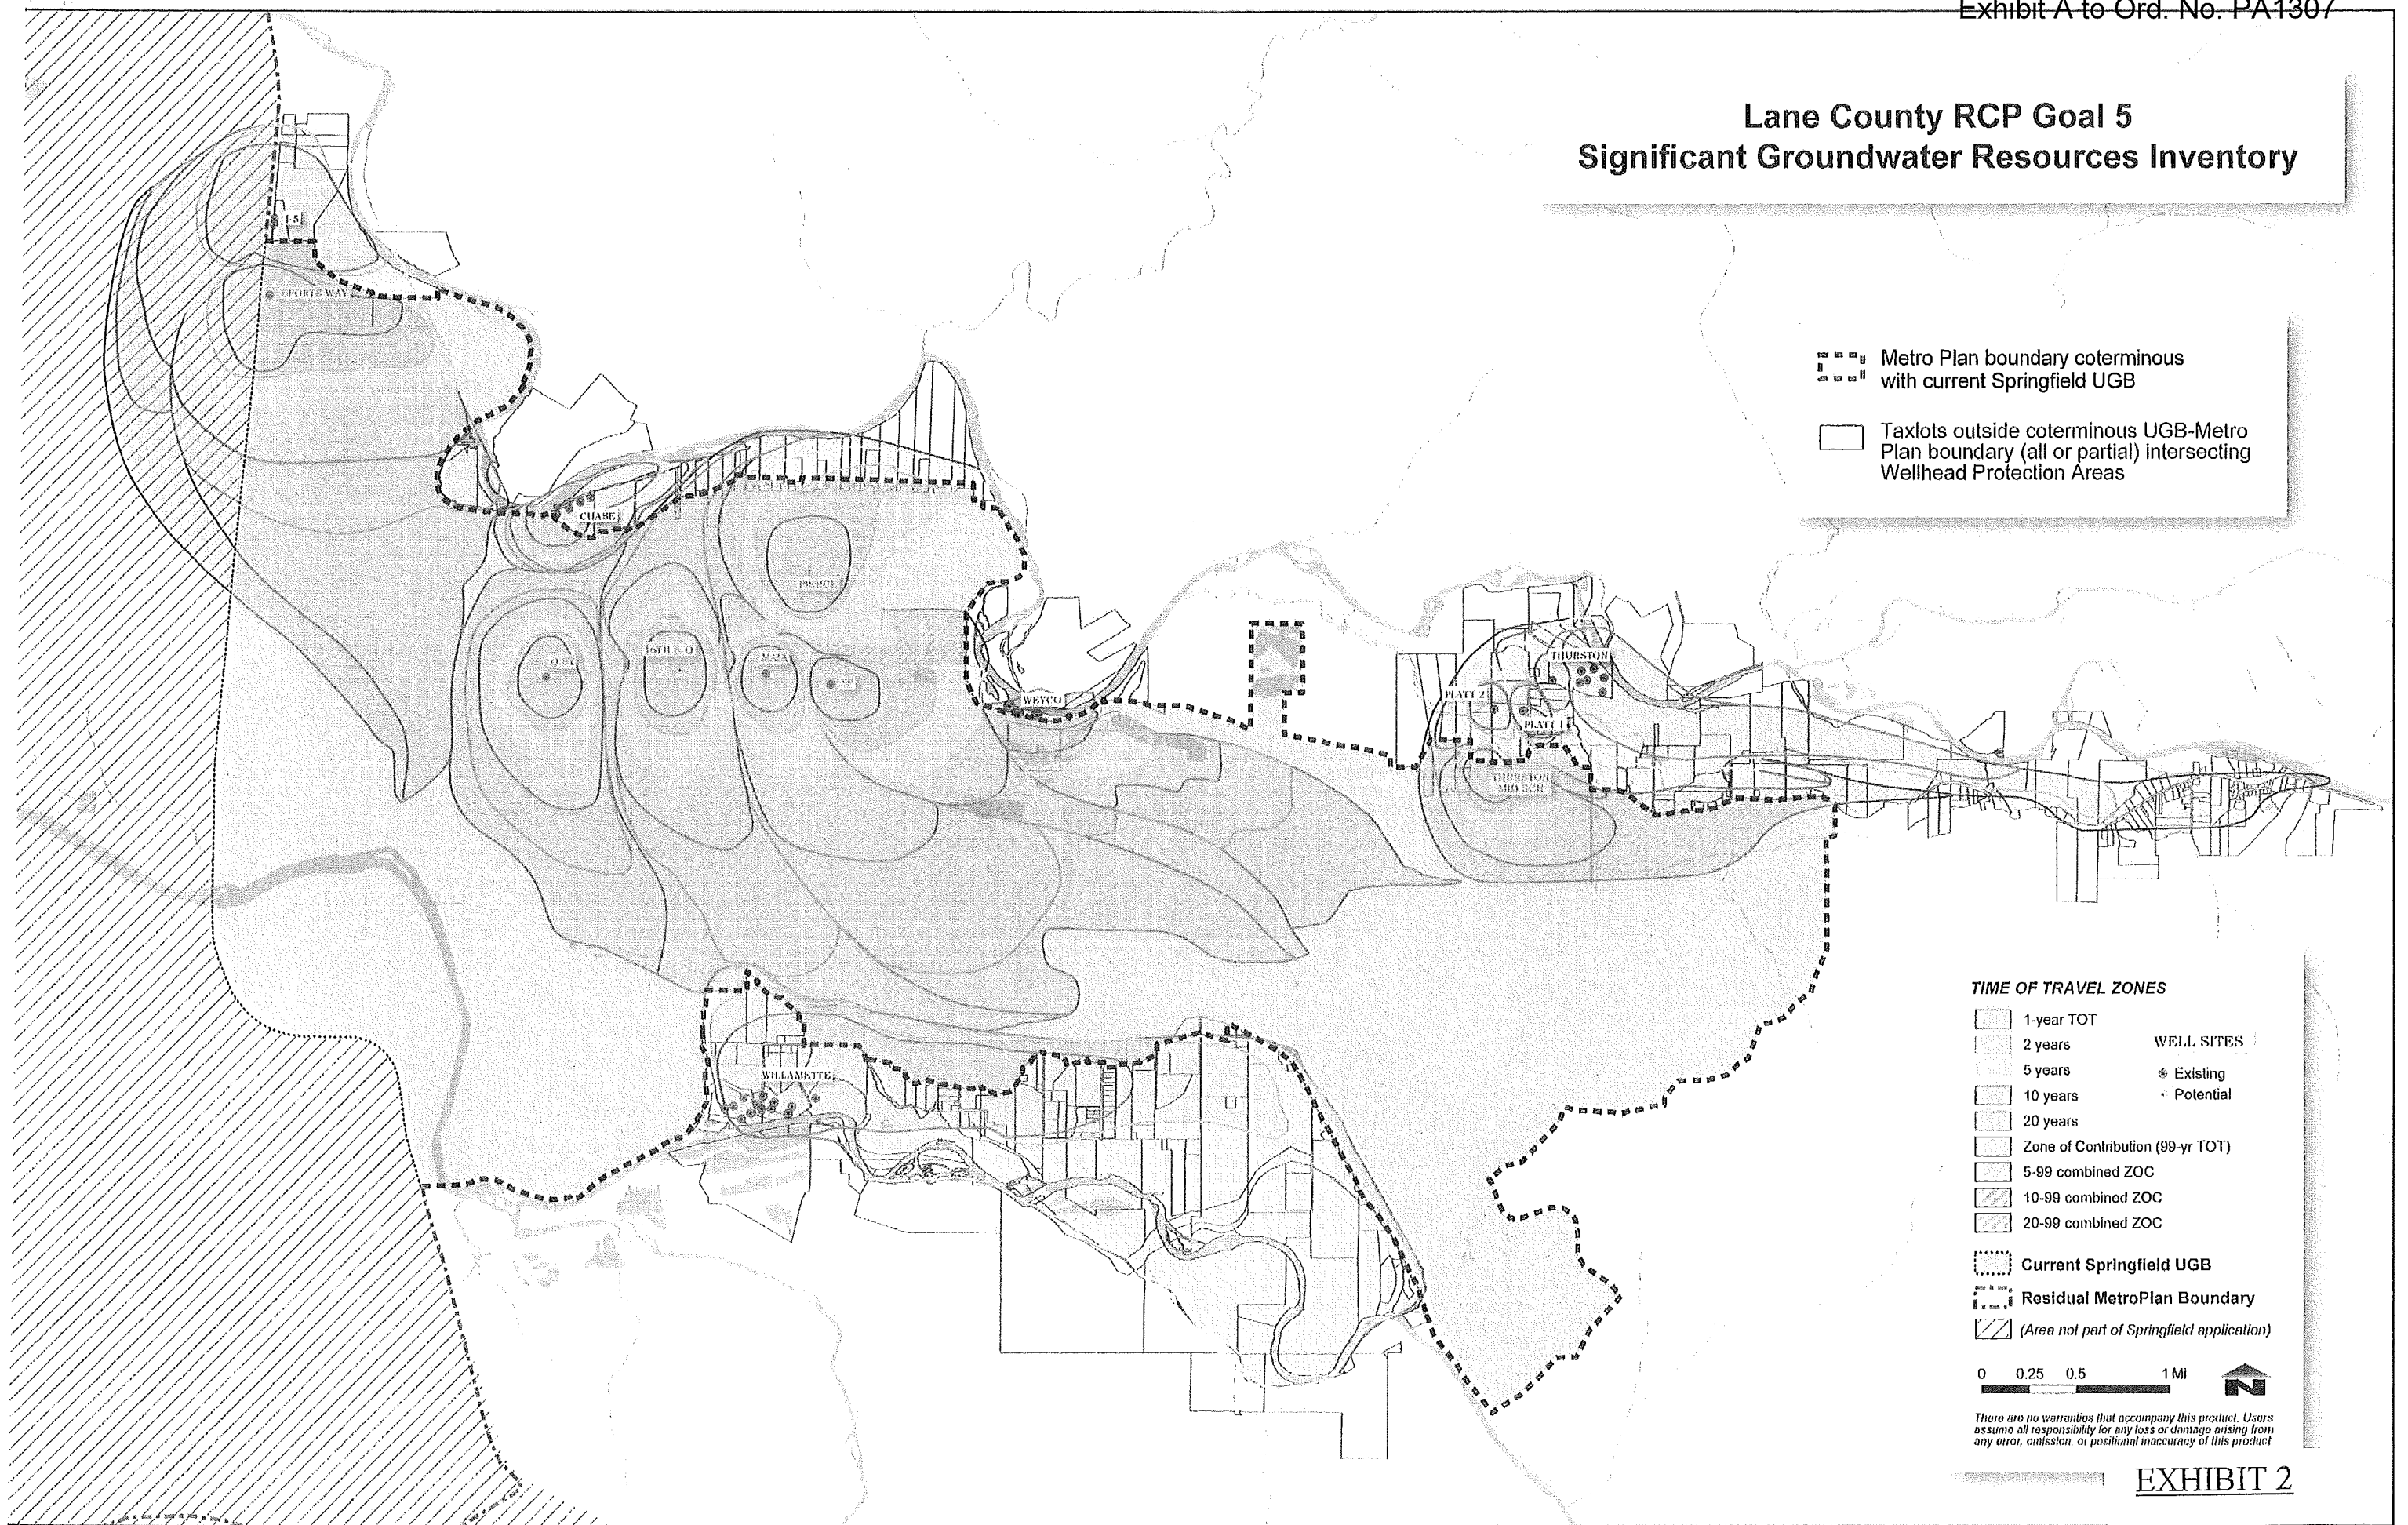 Exhibit A to Ord. No. PA1307
Lane County RCP Goal 5
Significant Groundwater Resources Inventory
Metro Plan boundary coterminous
with current Springfield UGB
Taxlots outside coterminous UGB-Metro
Plan boundary (all or partial) intersecting
Wellhead Protection Areas
I-5
SPORTS WAY
CHASE
PIERCE
Q ST
16TH & Q
MAIA
SP
WEYCO
THURSTON
PLATT 2
PLATT 1
THURSTON
MID SCH
WILLAMETTE
TIME OF TRAVEL ZONES
1-year TOT
2 years
5 years
10 years
20 years
Zone of Contribution (99-yr TOT)
5-99 combined ZOC
10-99 combined ZOC
20-99 combined ZOC
WELL SITES
Existing
Potential
Current Springfield UGB
Residual MetroPlan Boundary
(Area not part of Springfield application)
0 0.25 0.5 1 Mi
N
There are no warranties that accompany this product. Users
assume all responsibility for any loss or damage arising from
any error, omission, or positional inaccuracy of this product
EXHIBIT 2